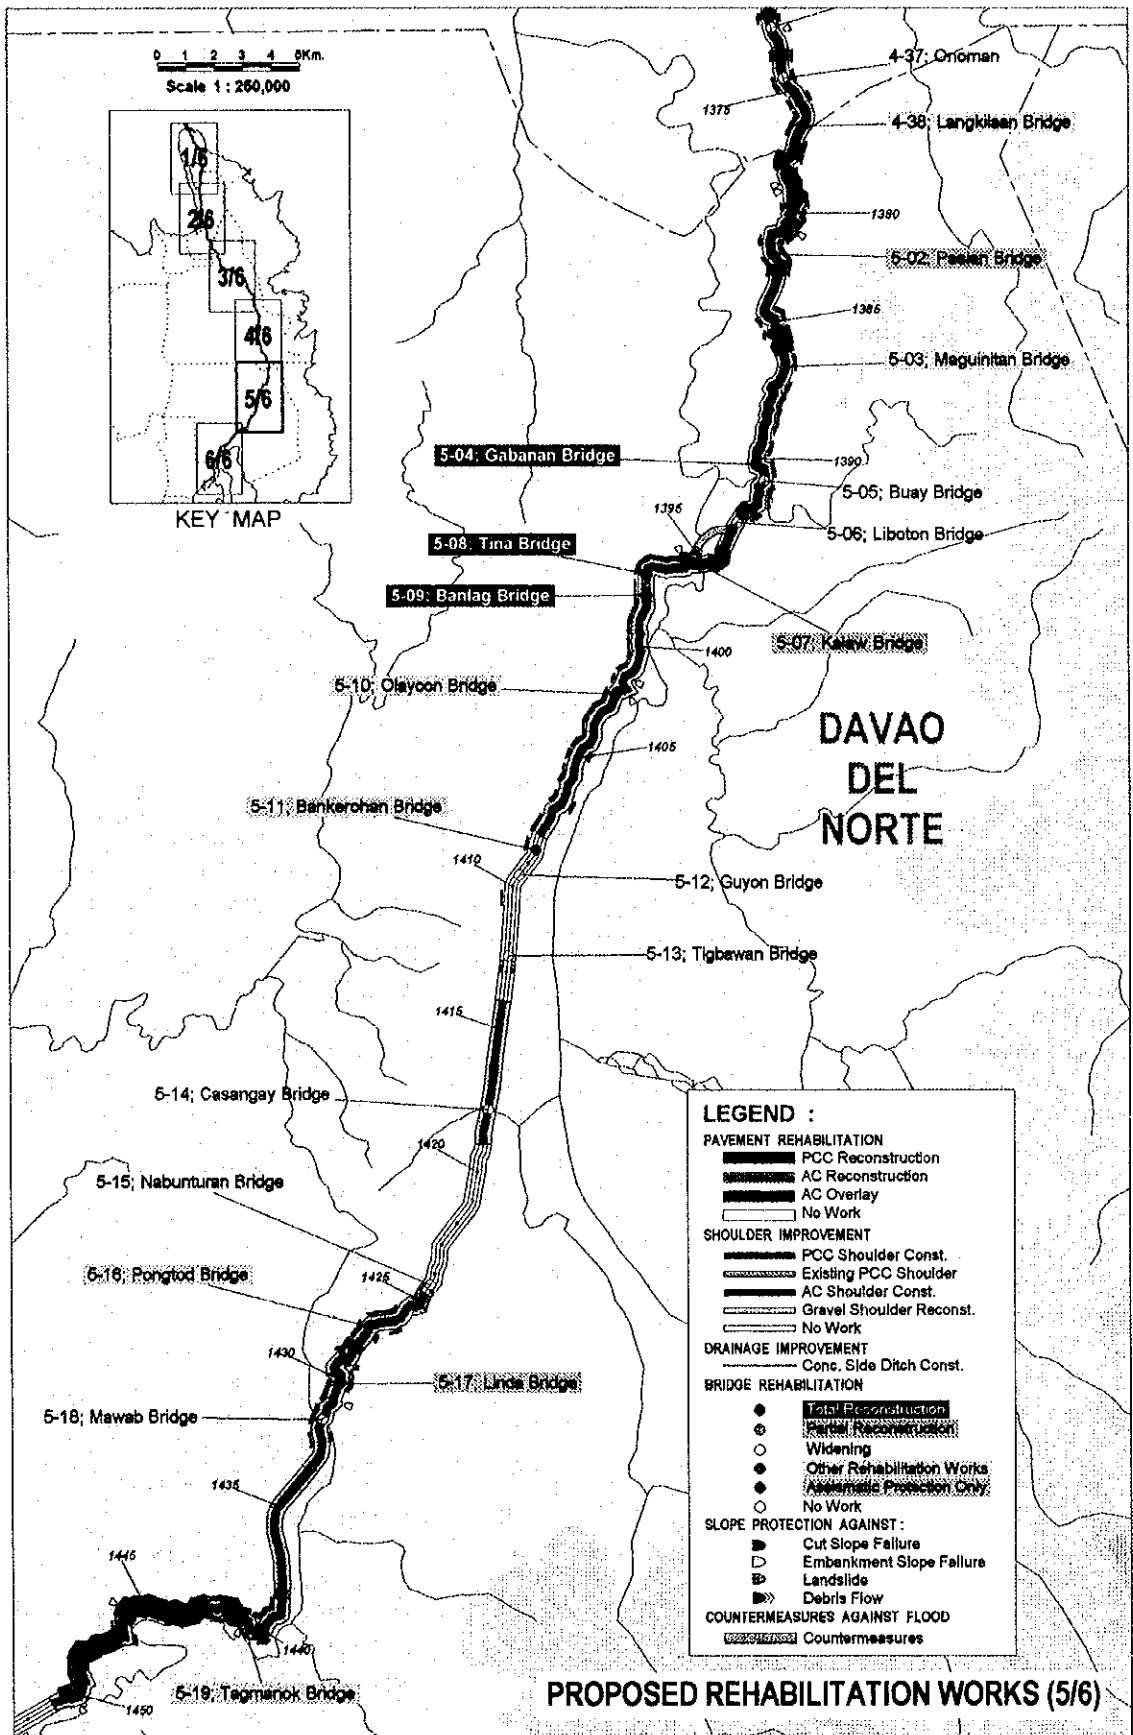 0 1 2 3 4 5Km.
Scale 1 : 250,000
1/6
2/6
3/6
4/6
5/6
6/6
KEY MAP
4-37; Onoman
1375
4-38; Langkilaan Bridge
1380
5-02; Pasian Bridge
1385
5-03; Maguinitan Bridge
5-04; Gabanan Bridge
1390
5-05; Buay Bridge
1395
5-06; Liboton Bridge
5-08; Tina Bridge
5-09; Banlag Bridge
5-07; Kalaw Bridge
1400
5-10; Olaycon Bridge
DAVAO
DEL
NORTE
1405
5-11; Bankerohan Bridge
1410
5-12; Guyon Bridge
5-13; Tigbawan Bridge
1415
5-14; Casangay Bridge
1420
5-15; Nabunturan Bridge
5-16; Pongtod Bridge
1425
1430
5-17; Linda Bridge
5-18; Mawab Bridge
1435
1445
1440
5-19; Tagmanok Bridge
1450
LEGEND :
PAVEMENT REHABILITATION
PCC Reconstruction
AC Reconstruction
AC Overlay
No Work
SHOULDER IMPROVEMENT
PCC Shoulder Const.
Existing PCC Shoulder
AC Shoulder Const.
Gravel Shoulder Reconst.
No Work
DRAINAGE IMPROVEMENT
Conc. Side Ditch Const.
BRIDGE REHABILITATION
Total Reconstruction
Partial Reconstruction
Widening
Other Rehabilitation Works
Aseismatic Protection Only
No Work
SLOPE PROTECTION AGAINST :
Cut Slope Failure
Embankment Slope Failure
Landslide
Debris Flow
COUNTERMEASURES AGAINST FLOOD
Countermeasures
PROPOSED REHABILITATION WORKS (5/6)